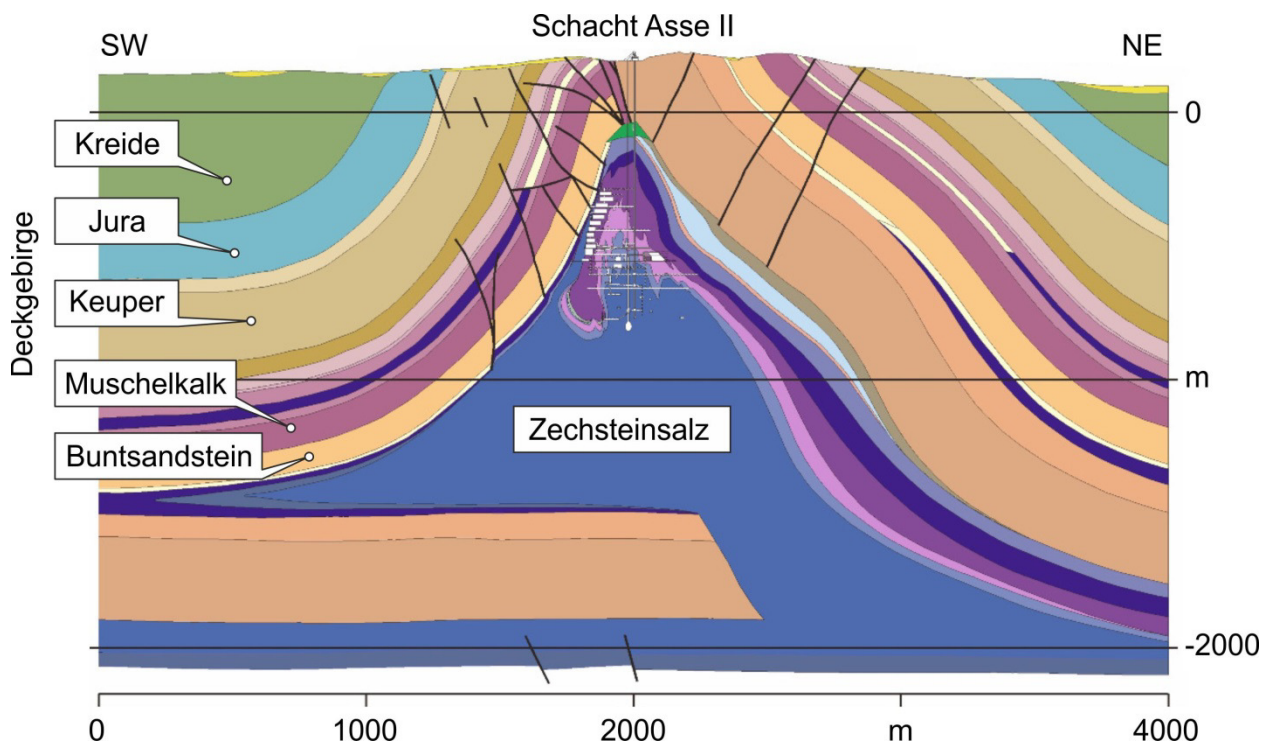 Schacht Asse II
SW
NE
0
Kreide
Jura
Deckgebirge
Keuper
Muschelkalk
m
Buntsandstein
Zechsteinsalz
-2000
0
1000
2000
m
4000